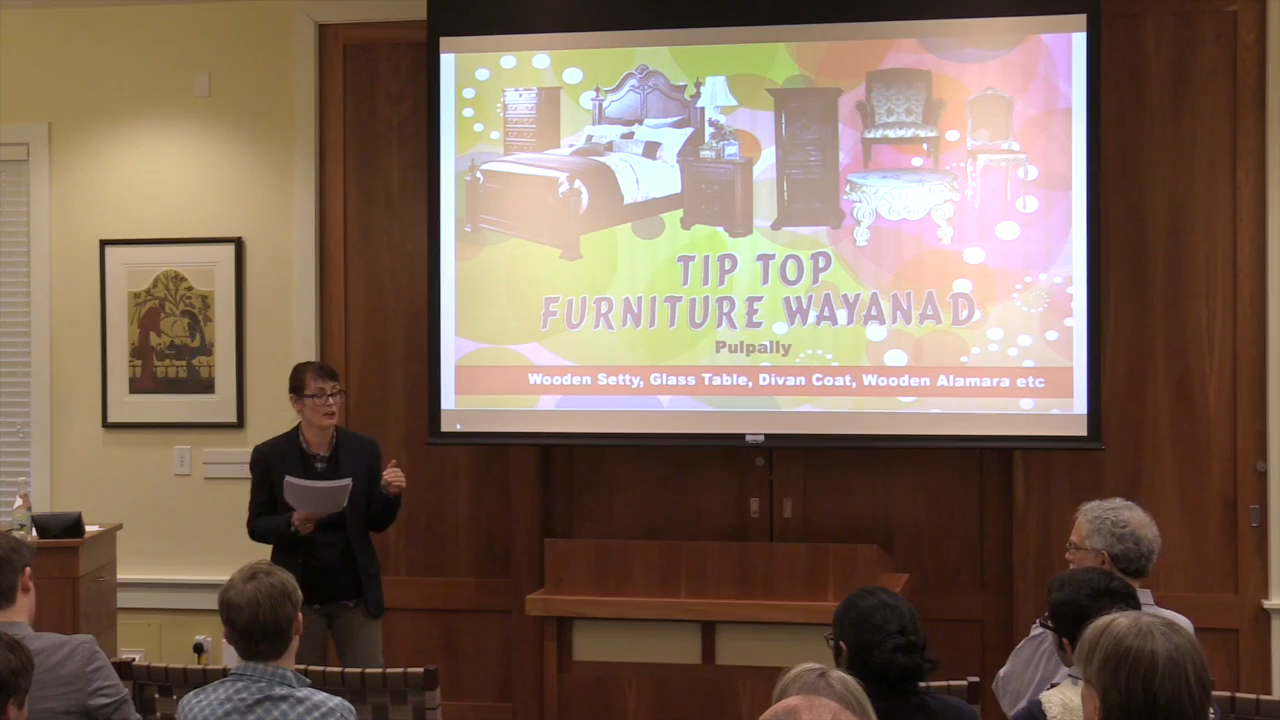 TIP TOP
FURNITURE WAYANAD
Pulpally
Wooden Setty, Glass Table, Divan Coat, Wooden Alamara etc